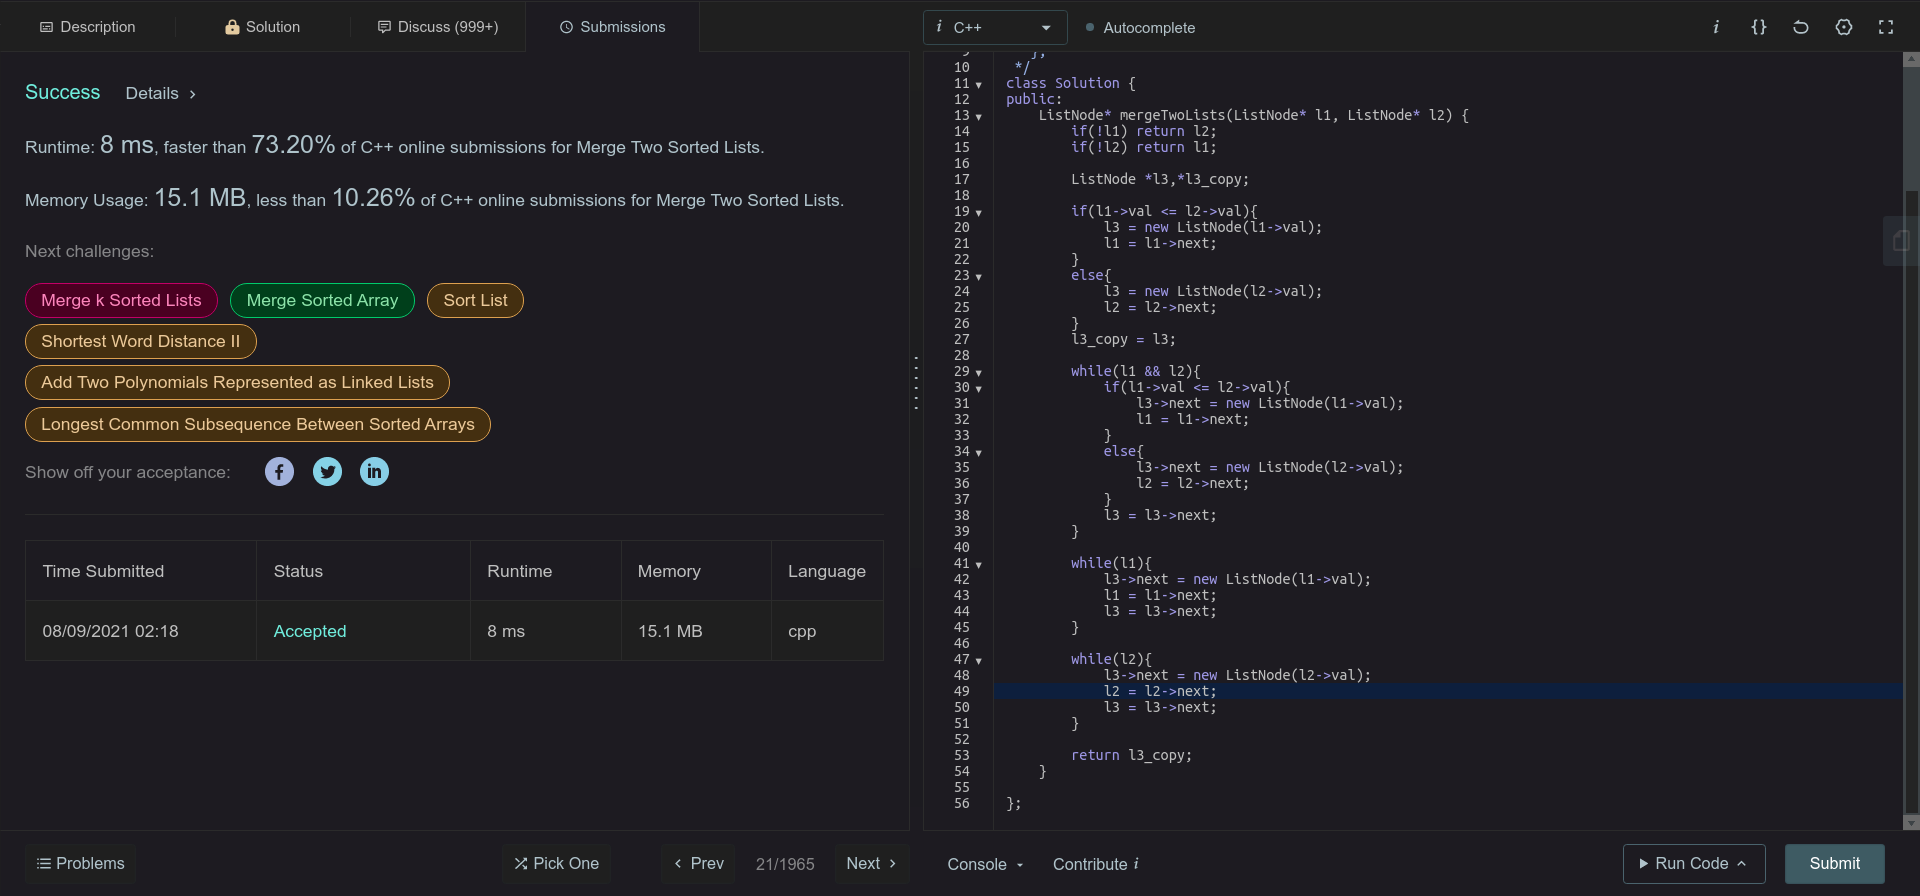 Description
Solution
Discuss (999+)
Submissions
i C++
Autocomplete
i {}
Success Details >
Runtime: 8 ms, faster than 73.20% of C++ online submissions for Merge Two Sorted Lists.
Memory Usage: 15.1 MB, less than 10.26% of C++ online submissions for Merge Two Sorted Lists.
Next challenges:
Merge k Sorted Lists
Merge Sorted Array
Sort List
Shortest Word Distance II
Add Two Polynomials Represented as Linked Lists
Longest Common Subsequence Between Sorted Arrays
Show off your acceptance: f in
Time Submitted Status Runtime Memory Language
08/09/2021 02:18 Accepted 8 ms 15.1 MB cpp
9 };
10 */
11 class Solution {
12 public:
13 ListNode* mergeTwoLists(ListNode* l1, ListNode* l2) {
14 if(!l1) return l2;
15 if(!l2) return l1;
16
17 ListNode *l3,*l3_copy;
18
19 if(l1->val <= l2->val){
20 l3 = new ListNode(l1->val);
21 l1 = l1->next;
22 }
23 else{
24 l3 = new ListNode(l2->val);
25 l2 = l2->next;
26 }
27 l3_copy = l3;
28
29 while(l1 && l2){
30 if(l1->val <= l2->val){
31 l3->next = new ListNode(l1->val);
32 l1 = l1->next;
33 }
34 else{
35 l3->next = new ListNode(l2->val);
36 l2 = l2->next;
37 }
38 l3 = l3->next;
39 }
40
41 while(l1){
42 l3->next = new ListNode(l1->val);
43 l1 = l1->next;
44 l3 = l3->next;
45 }
46
47 while(l2){
48 l3->next = new ListNode(l2->val);
49 l2 = l2->next;
50 l3 = l3->next;
51 }
52
53 return l3_copy;
54 }
55
56 };
Problems
Pick One
< Prev
21/1965
Next >
Console
Contribute i
Run Code
Submit